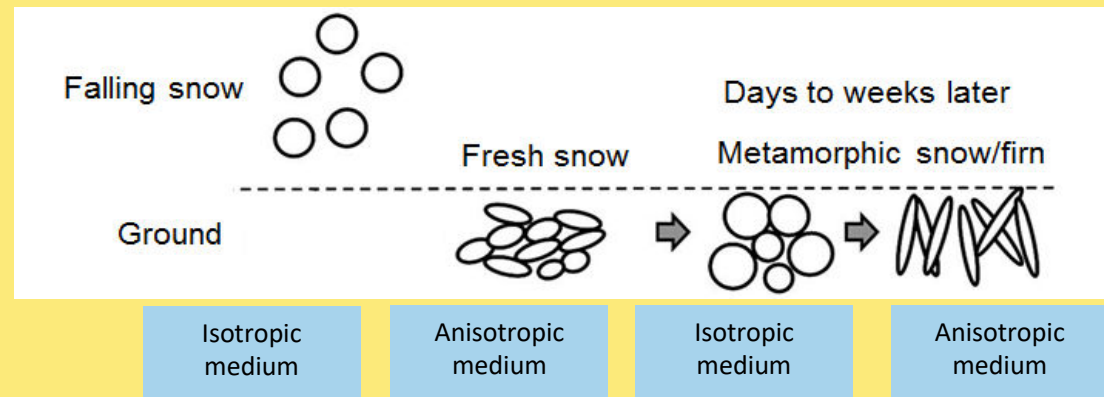 Falling snow
Days to weeks later
Fresh snow
Metamorphic snow/firn
Ground
Isotropic
medium
Anisotropic
medium
Isotropic
medium
Anisotropic
medium